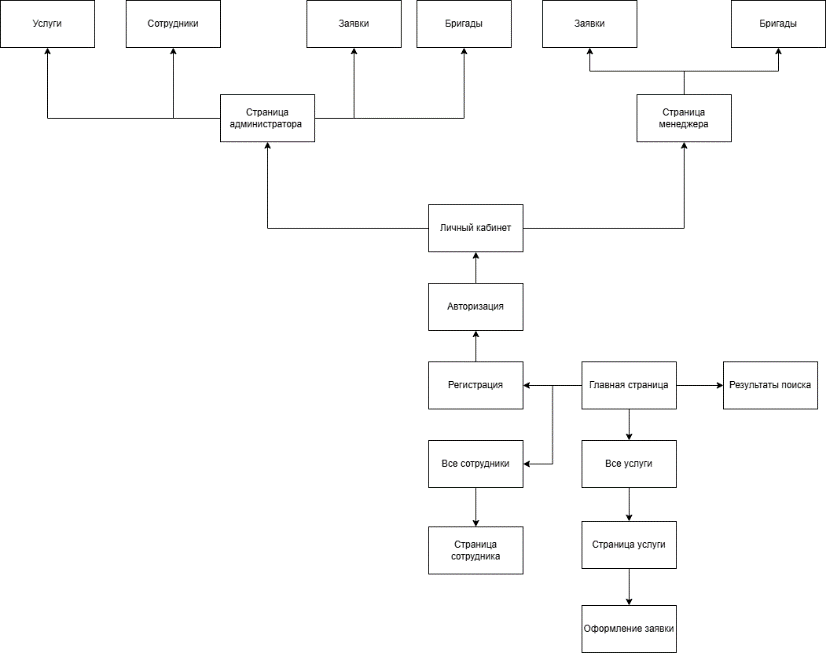 Услуги
Сотрудники
Заявки
Бригады
Заявки
Бригады
Страница
администратора
Страница
менеджера
Личный кабинет
Авторизация
Регистрация
Главная страница
Результаты поиска
Все сотрудники
Все услуги
Страница
сотрудника
Страница услуги
Оформление заявки